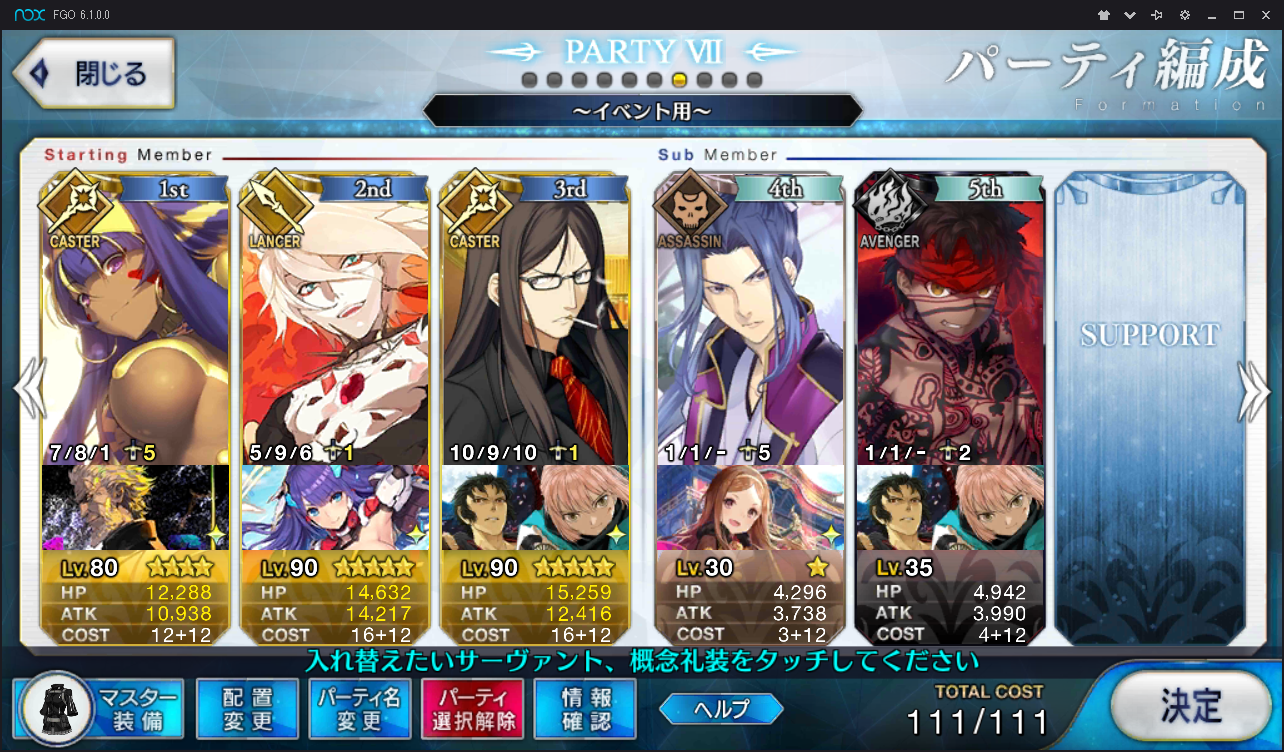 nox FGO 6.1.0.0
閉じる
PARTY Ⅶ
～イベント用～
パーティ編成
Formation
Starting Member
Sub Member
1st
2nd
3rd
4th
5th
CASTER
LANCER
CASTER
ASSASSIN
AVENGER
SUPPORT
7/8/1 5
5/9/6 1
10/9/10 1
1/1/- 5
1/1/- 2
Lv.80
HP 12,288
ATK 10,938
COST 12+12
Lv.90
HP 14,632
ATK 14,217
COST 16+12
Lv.90
HP 15,259
ATK 12,416
COST 16+12
Lv.30
HP 4,296
ATK 3,738
COST 3+12
Lv.35
HP 4,942
ATK 3,990
COST 4+12
入れ替えたいサーヴァント、概念礼装をタッチしてください
マスター
装備
配置
変更
パーティ名
変更
パーティ
選択解除
情報
確認
ヘルプ
TOTAL COST
111/111
決定